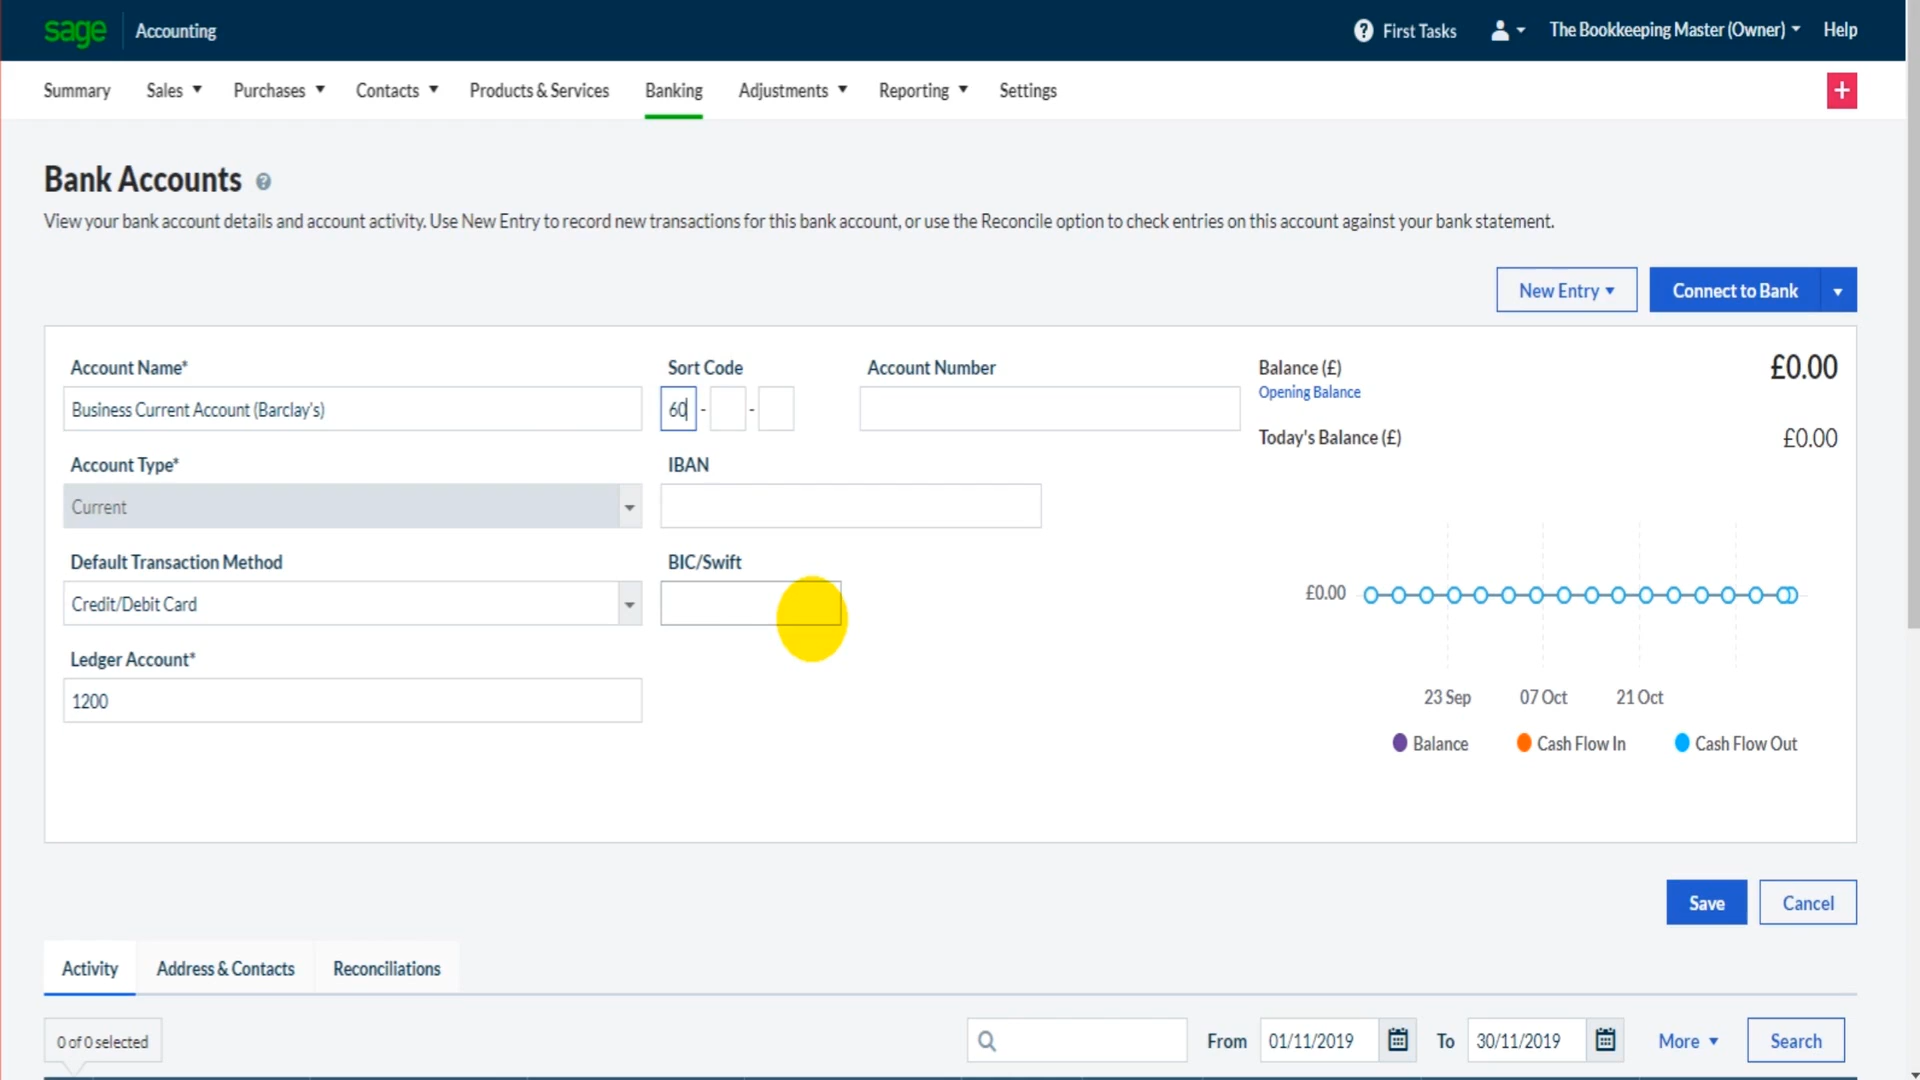 sage Accounting First Tasks The Bookkeeping Master (Owner) Help
Summary Sales Purchases Contacts Products & Services Banking Adjustments Reporting Settings
Bank Accounts
View your bank account details and account activity. Use New Entry to record new transactions for this bank account, or use the Reconcile option to check entries on this account against your bank statement.
New Entry Connect to Bank
Account Name* Sort Code Account Number Balance (£) £0.00
Opening Balance
Business Current Account (Barclay's) 60 - -
Today's Balance (£) £0.00
Account Type* IBAN
Current
Default Transaction Method BIC/Swift
Credit/Debit Card
£0.00
Ledger Account*
1200
23 Sep 07 Oct 21 Oct
Balance Cash Flow In Cash Flow Out
Save Cancel
Activity Address & Contacts Reconciliations
0 of 0 selected From 01/11/2019 To 30/11/2019 More Search